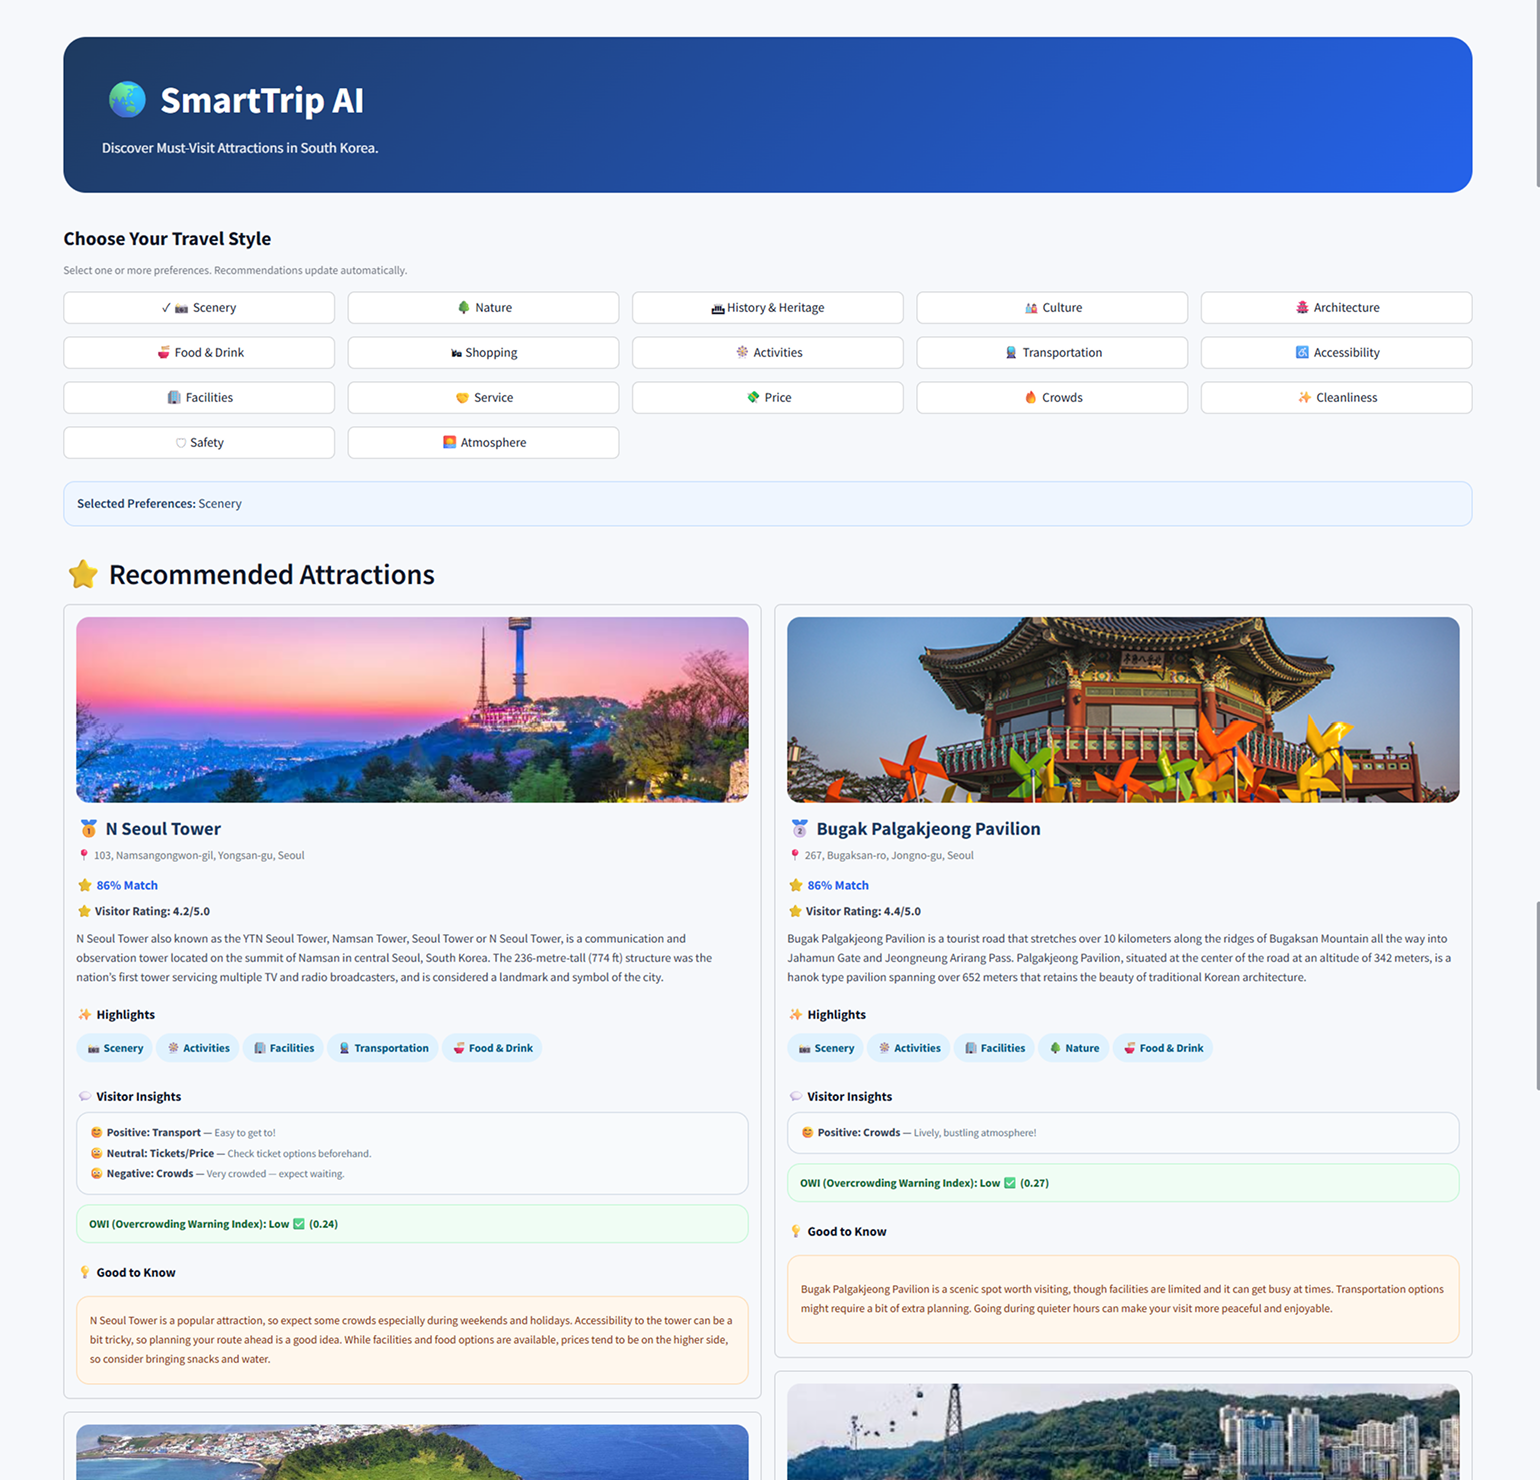 SmartTrip AI
Discover Must-Visit Attractions in South Korea.
Choose Your Travel Style
Select one or more preferences. Recommendations update automatically.
✓ Scenery
Nature
History & Heritage
Culture
Architecture
Food & Drink
Shopping
Activities
Transportation
Accessibility
Facilities
Service
Price
Crowds
Cleanliness
Safety
Atmosphere
Selected Preferences: Scenery
Recommended Attractions
N Seoul Tower
103, Namsangongwon-gil, Yongsan-gu, Seoul
86% Match
Visitor Rating: 4.2/5.0
N Seoul Tower also known as the YTN Seoul Tower, Namsan Tower, Seoul Tower or N Seoul Tower, is a communication and
observation tower located on the summit of Namsan in central Seoul, South Korea. The 236-metre-tall (774 ft) structure was the
nation's first tower servicing multiple TV and radio broadcasters, and is considered a landmark and symbol of the city.
Highlights
Scenery
Activities
Facilities
Transportation
Food & Drink
Visitor Insights
Positive: Transport — Easy to get to!
Neutral: Tickets/Price — Check ticket options beforehand.
Negative: Crowds — Very crowded — expect waiting.
OWI (Overcrowding Warning Index): Low ✅ (0.24)
Good to Know
N Seoul Tower is a popular attraction, so expect some crowds especially during weekends and holidays. Accessibility to the tower can be a
bit tricky, so planning your route ahead is a good idea. While facilities and food options are available, prices tend to be on the higher side,
so consider bringing snacks and water.
Bugak Palgakjeong Pavilion
267, Bugaksan-ro, Jongno-gu, Seoul
86% Match
Visitor Rating: 4.4/5.0
Bugak Palgakjeong Pavilion is a tourist road that stretches over 10 kilometers along the ridges of Bugaksan Mountain all the way into
Jahamun Gate and Jeongneung Arirang Pass. Palgakjeong Pavilion, situated at the center of the road at an altitude of 342 meters, is a
hanok type pavilion spanning over 652 meters that retains the beauty of traditional Korean architecture.
Highlights
Scenery
Activities
Facilities
Nature
Food & Drink
Visitor Insights
Positive: Crowds — Lively, bustling atmosphere!
OWI (Overcrowding Warning Index): Low ✅ (0.27)
Good to Know
Bugak Palgakjeong Pavilion is a scenic spot worth visiting, though facilities are limited and it can get busy at times. Transportation options
might require a bit of extra planning. Going during quieter hours can make your visit more peaceful and enjoyable.